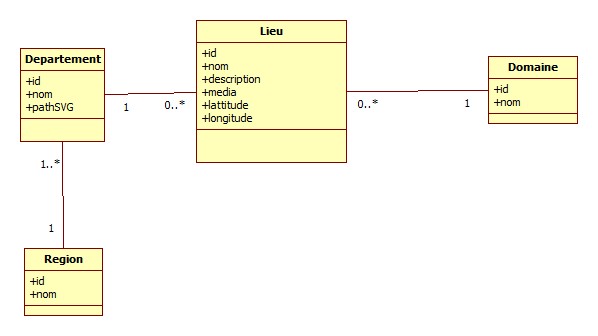 Departement
+id
+nom
+pathSVG
1
0..*
Lieu
+id
+nom
+description
+media
+lattitude
+longitude
0..*
1
Domaine
+id
+nom
1..*
1
Region
+id
+nom